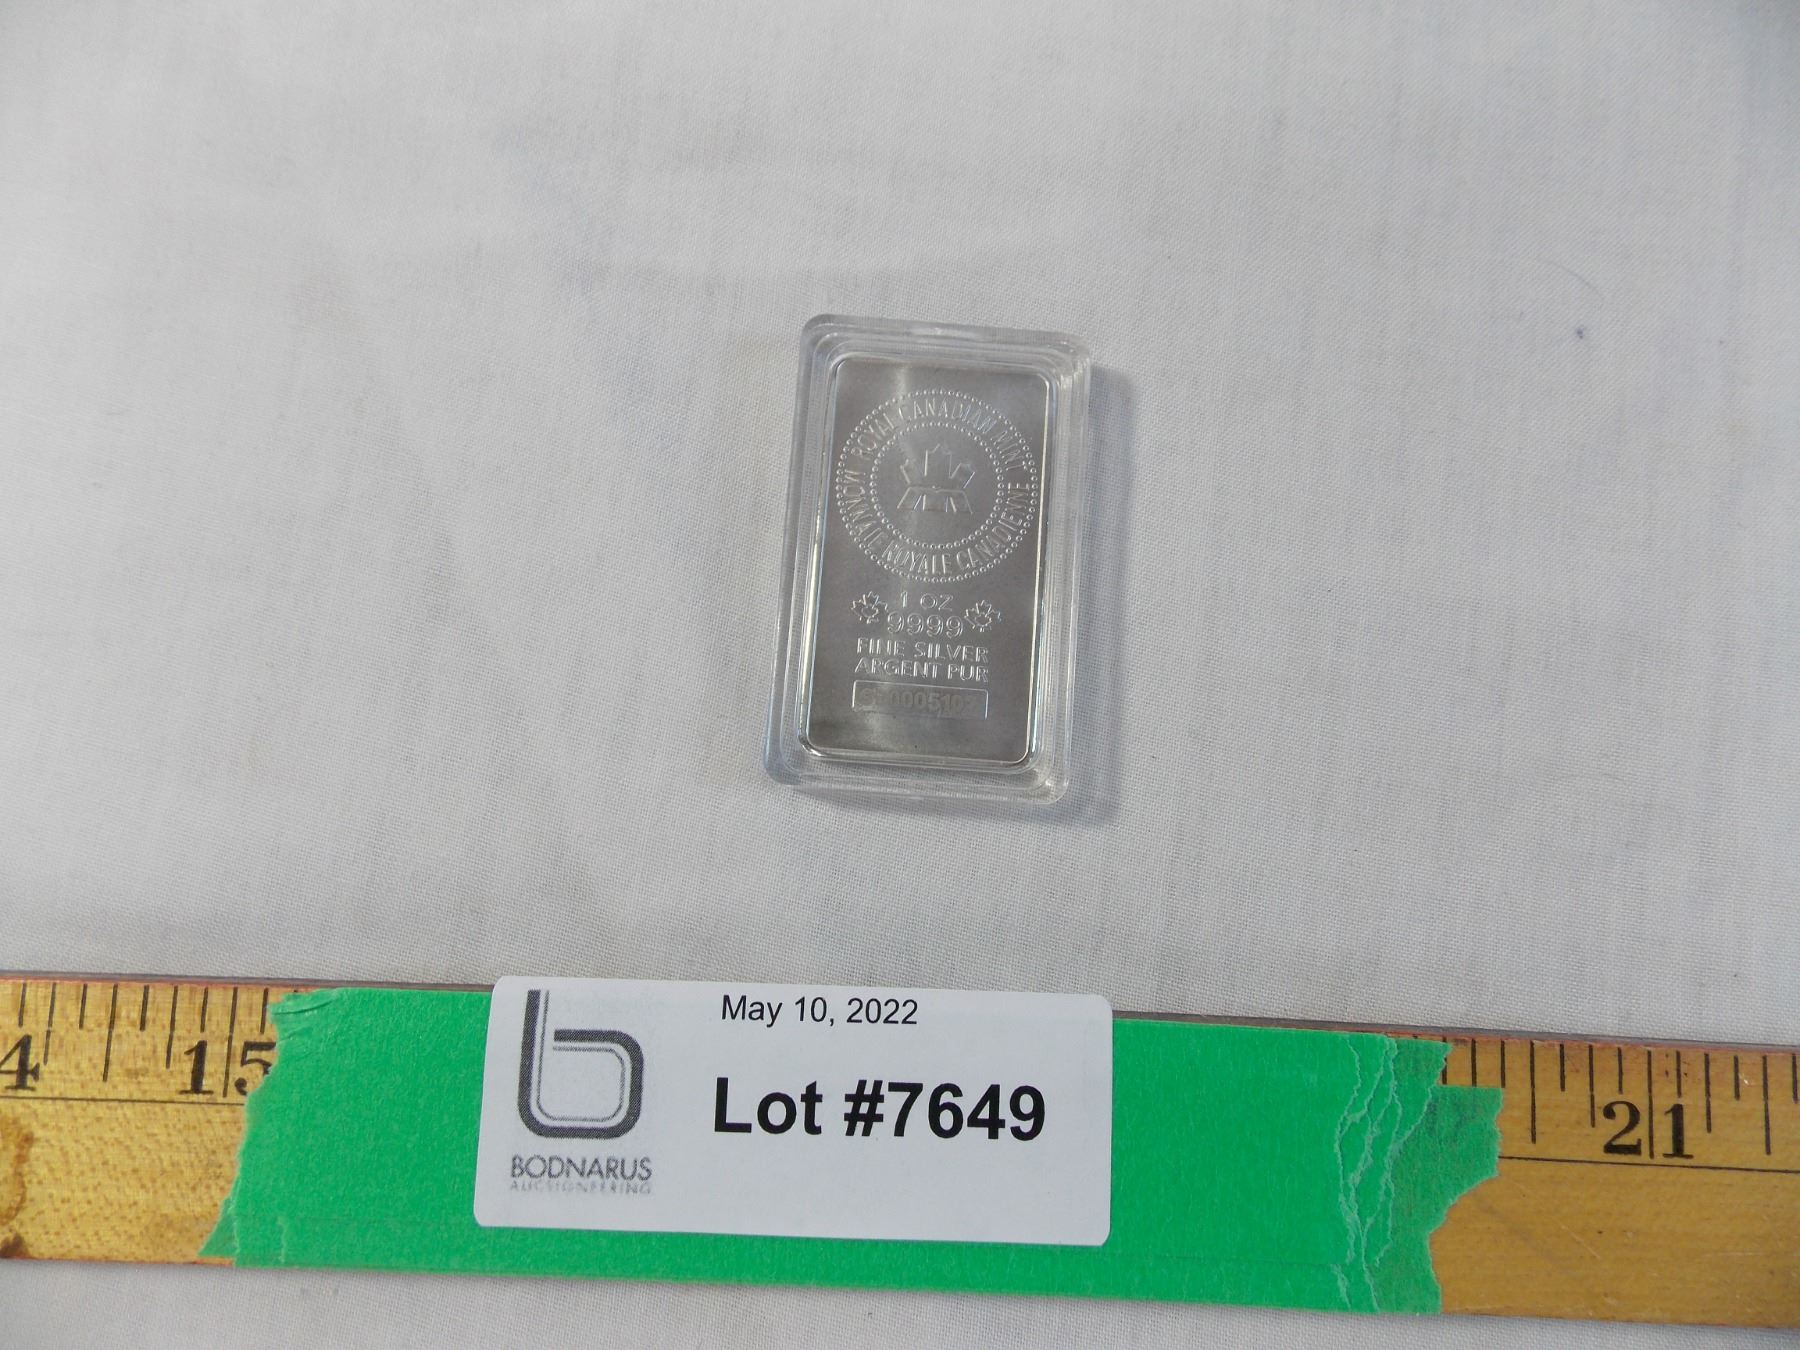 ROYAL CANADIAN MINT
MONNAIE ROYALE CANADIENNE
1 OZ
9999
FINE SILVER
ARGENT PUR
May 10, 2022
Lot #7649
BODNARUS
AUCTIONEERING
4
15
21